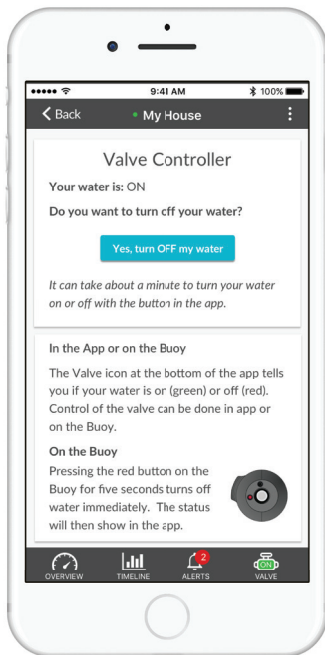 9:41 AM 100%
Back My House
Valve Controller
Your water is: ON
Do you want to turn off your water?
Yes, turn OFF my water
It can take about a minute to turn your water
on or off with the button in the app.
In the App or on the Buoy
The Valve icon at the bottom of the app tells
you if your water is or (green) or off (red).
Control of the valve can be done in app or
on the Buoy.
On the Buoy
Pressing the red button on the
Buoy for five seconds turns off
water immediately. The status
will then show in the app.
2
ON
OVERVIEW TIMELINE ALERTS VALVE